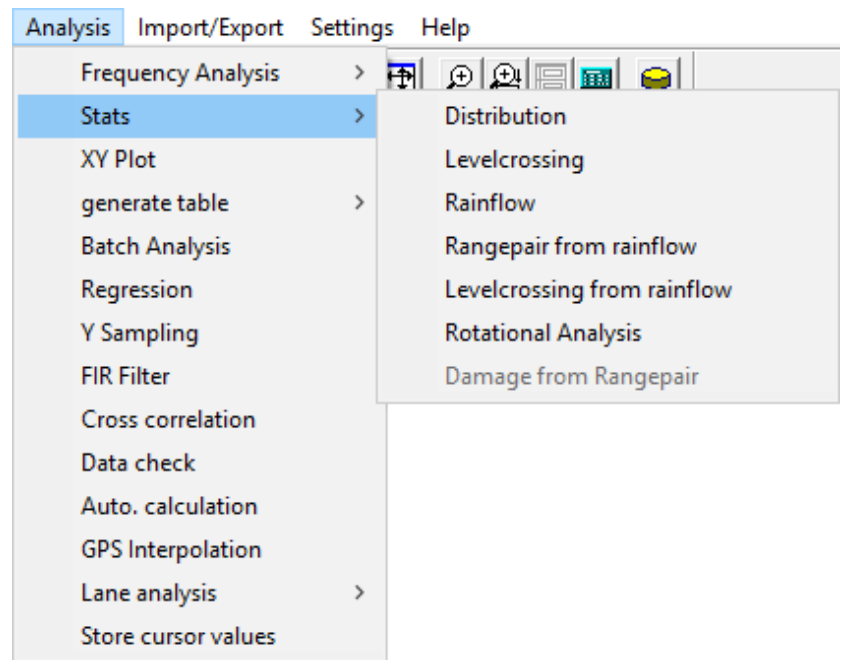 Analysis Import/Export Settings Help
Frequency Analysis
Stats
XY Plot
generate table
Batch Analysis
Regression
Y Sampling
FIR Filter
Cross correlation
Data check
Auto. calculation
GPS Interpolation
Lane analysis
Store cursor values
Distribution
Levelcrossing
Rainflow
Rangepair from rainflow
Levelcrossing from rainflow
Rotational Analysis
Damage from Rangepair